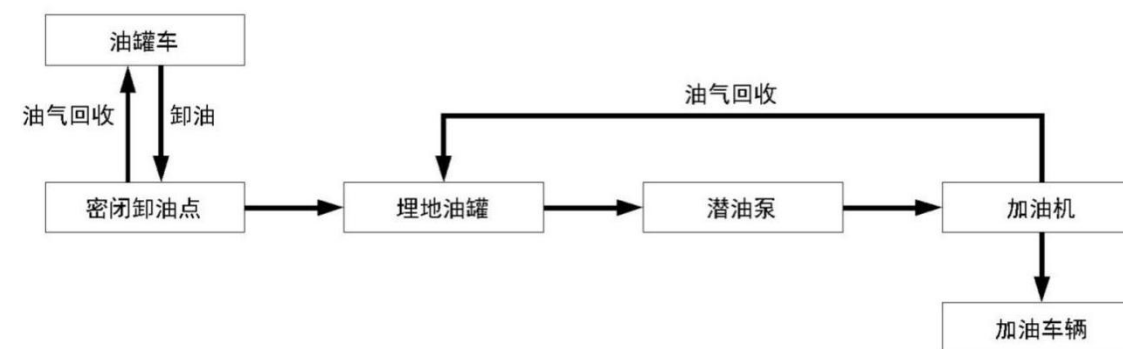 油罐车
油气回收
卸油
油气回收
密闭卸油点
埋地油罐
潜油泵
加油机
加油车辆